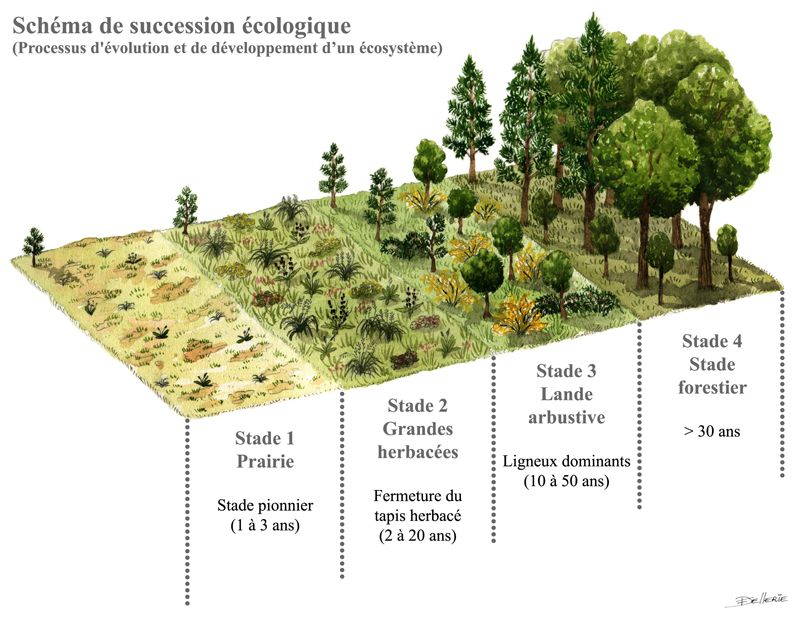 Schéma de succession écologique
(Processus d'évolution et de développement d'un écosystème)
Stade 1
Prairie
Stade pionnier
(1 à 3 ans)
Stade 2
Grandes
herbacées
Fermeture du
tapis herbacé
(2 à 20 ans)
Stade 3
Lande
arbustive
Ligneux dominants
(10 à 50 ans)
Stade 4
Stade
forestier
> 30 ans